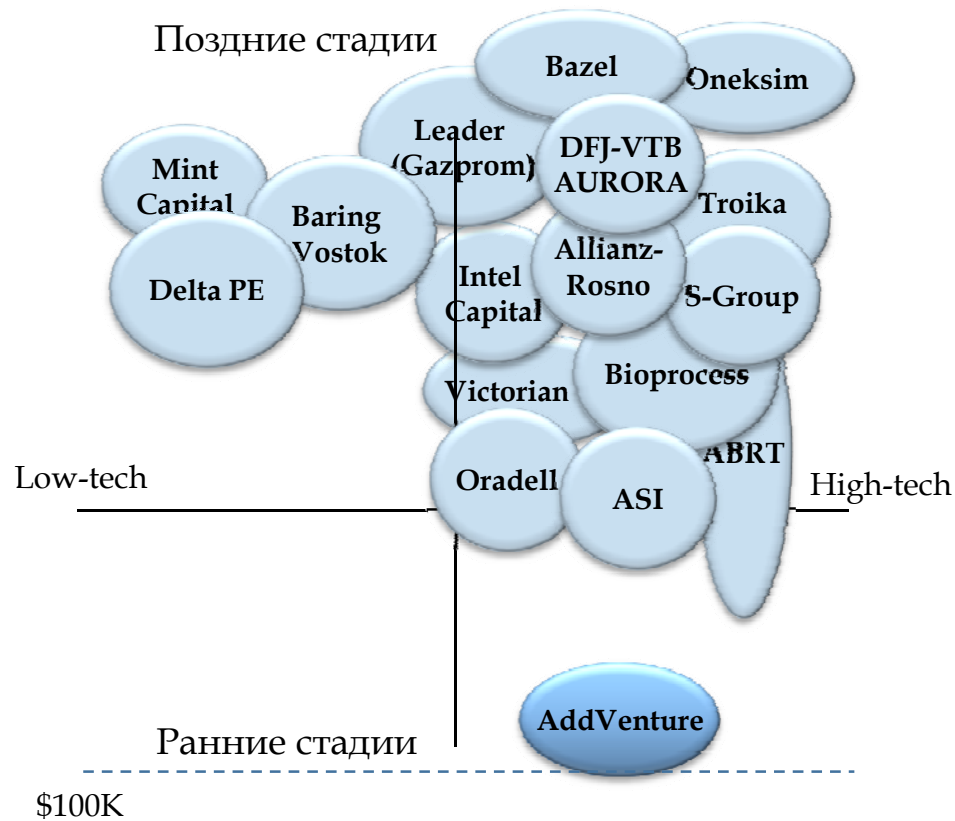 Поздние стадии
Bazel
Oneksim
Leader
(Gazprom)
DFJ-VTB
AURORA
Mint
Capital
Baring
Vostok
Troika
Allianz-
Rosno
Delta PE
Intel
Capital
S-Group
Victorian
Bioprocess
ABRT
Low-tech
Oradell
ASI
High-tech
AddVenture
Ранние стадии
$100K